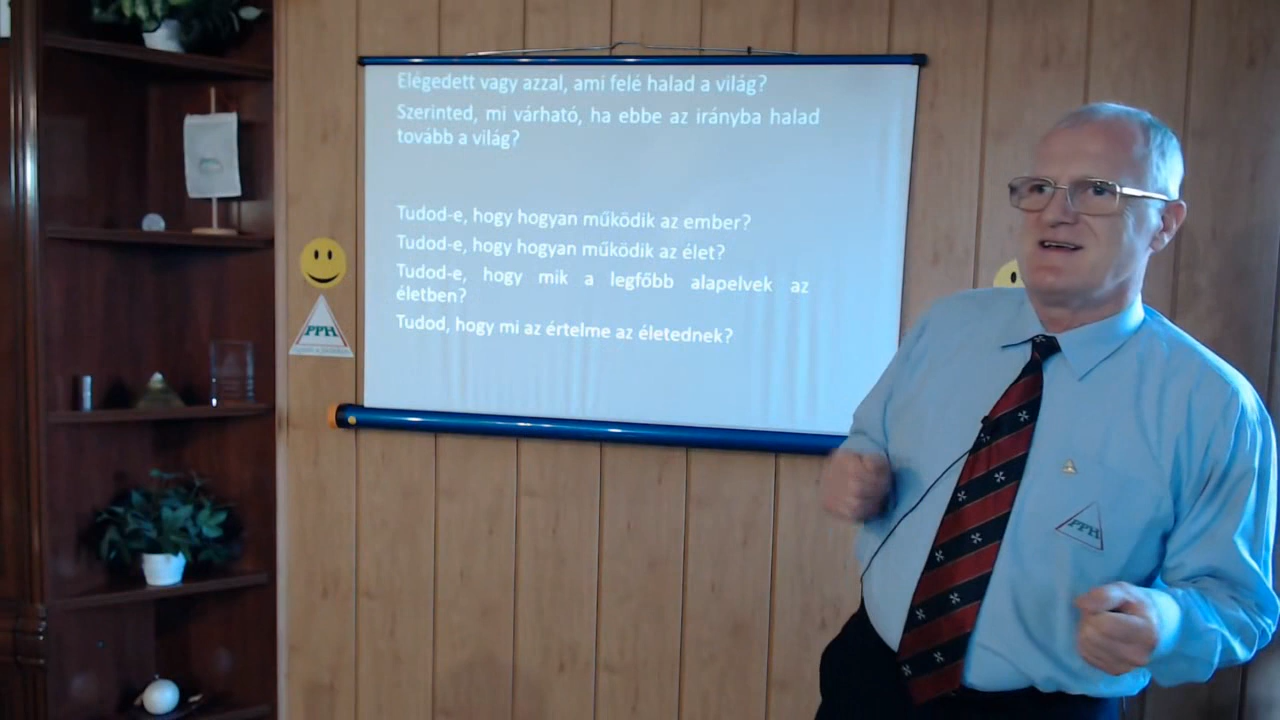 Elégedett vagy azzal, ami felé halad a világ?
Szerinted, mi várható, ha ebbe az irányba halad
tovább a világ?
Tudod-e, hogy hogyan működik az ember?
Tudod-e, hogy hogyan működik az élet?
Tudod-e, hogy mik a legfőbb alapelvek az
életben?
Tudod, hogy mi az értelme az életednek?
PPH
PPH